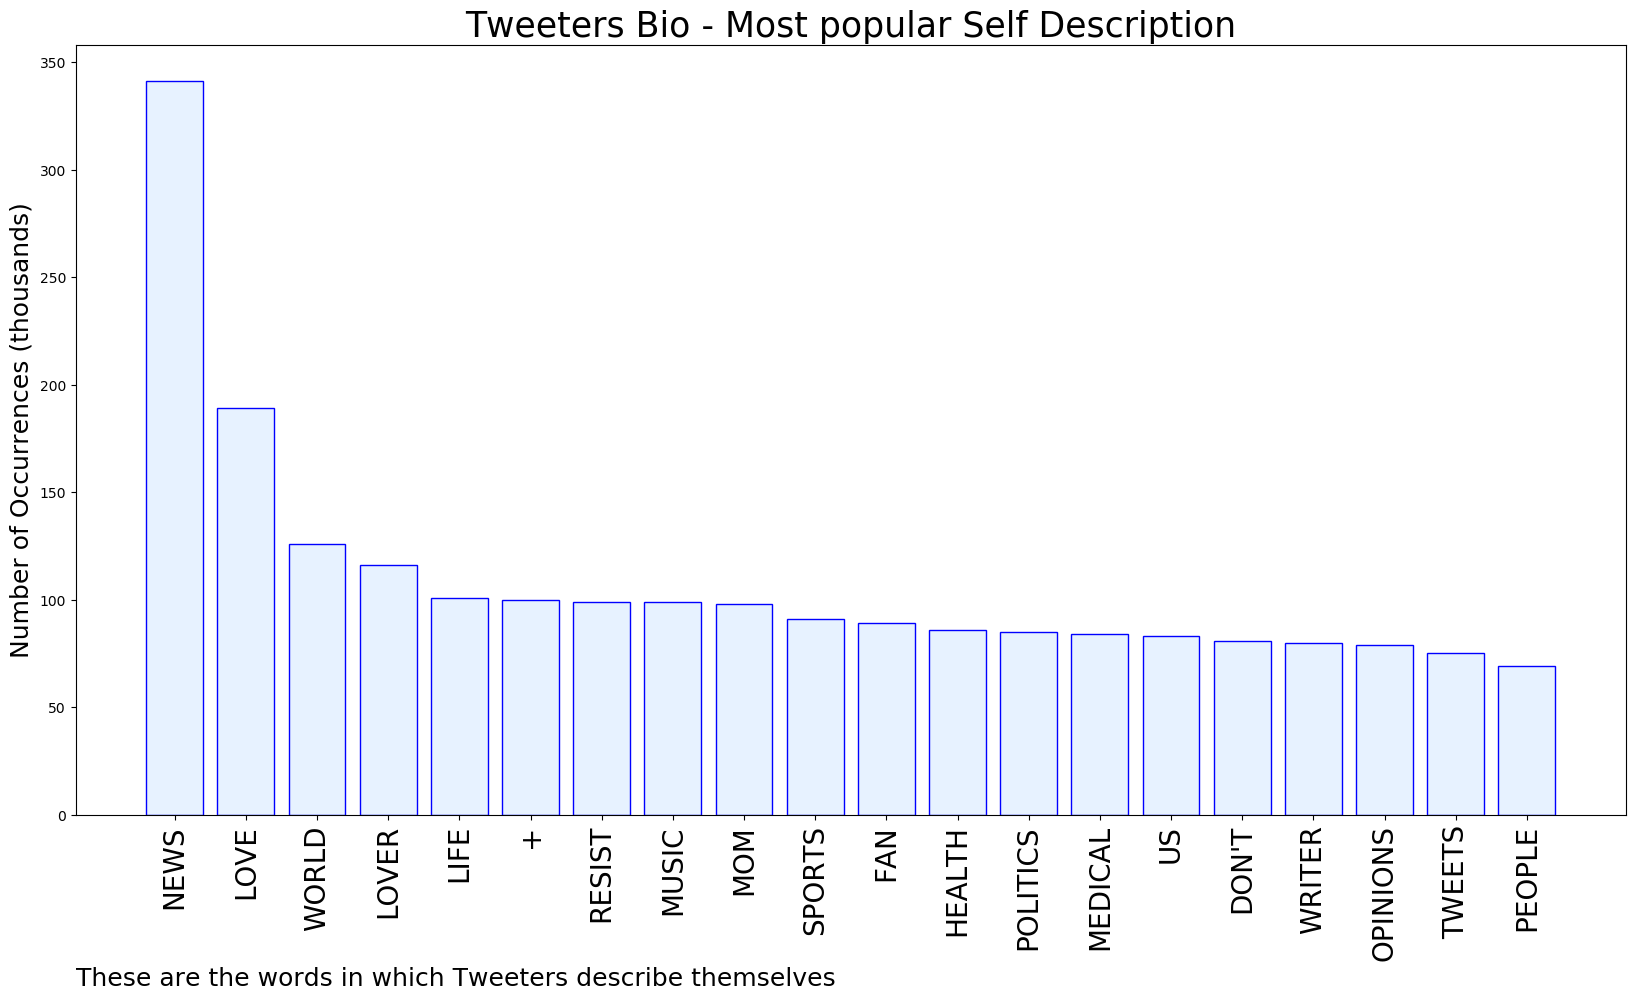 Tweeters Bio - Most popular Self Description
Number of Occurrences (thousands)
350
300
250
200
150
100
50
0
NEWS
LOVE
WORLD
LOVER
LIFE
+
RESIST
MUSIC
MOM
SPORTS
FAN
HEALTH
POLITICS
MEDICAL
US
DON'T
WRITER
OPINIONS
TWEETS
PEOPLE
These are the words in which Tweeters describe themselves